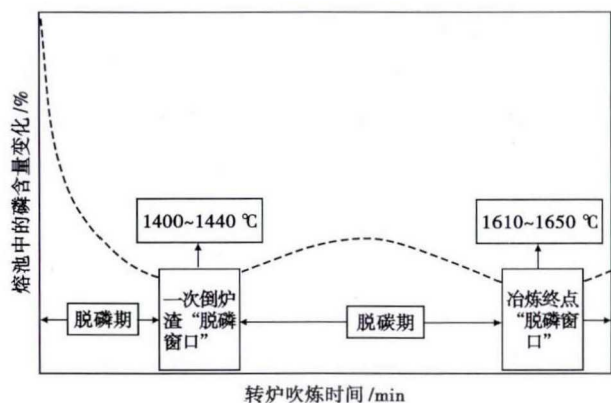 熔池中的磷含量变化/%
1400~1440 ℃
1610~1650 ℃
脱磷期
一次倒炉
渣“脱磷
窗口”
脱碳期
冶炼终点
“脱磷窗
口”
转炉吹炼时间/min